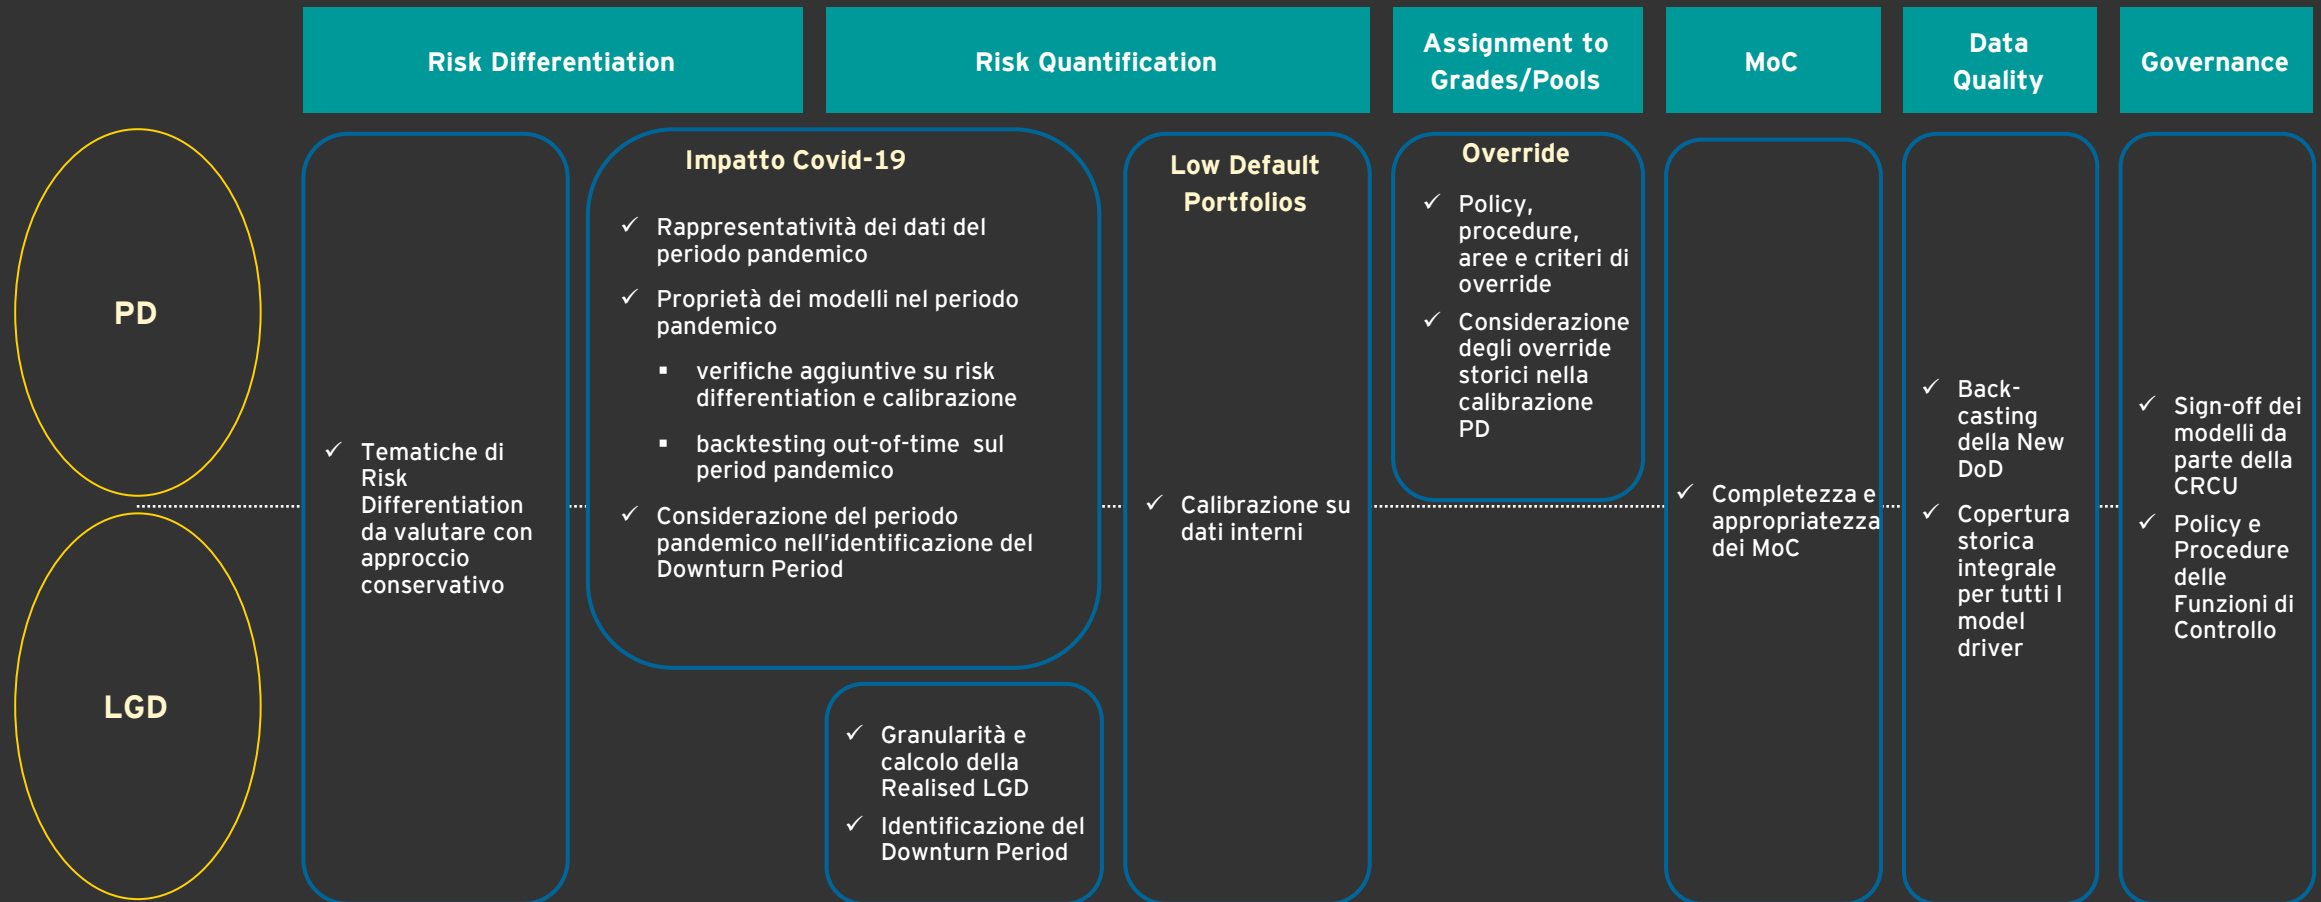 Risk Differentiation
Risk Quantification
Assignment to
Grades/Pools
MoC
Data
Quality
Governance
PD
LGD
✓ Tematiche di
Risk
Differentiation
da valutare con
approccio
conservativo
Impatto Covid-19
✓ Rappresentatività dei dati del
periodo pandemico
✓ Proprietà dei modelli nel periodo
pandemico
▪ verifiche aggiuntive su risk
differentiation e calibrazione
▪ backtesting out-of-time sul
period pandemico
✓ Considerazione del periodo
pandemico nell'identificazione del
Downturn Period
✓ Granularità e
calcolo della
Realised LGD
✓ Identificazione del
Downturn Period
Low Default
Portfolios
✓ Calibrazione su
dati interni
Override
✓ Policy,
procedure,
aree e criteri di
override
✓ Considerazione
degli override
storici nella
calibrazione
PD
✓ Completezza e
appropriatezza
dei MoC
✓ Back-
casting
della New
DoD
✓ Copertura
storica
integrale
per tutti I
model
driver
✓ Sign-off dei
modelli da
parte della
CRCU
✓ Policy e
Procedure
delle
Funzioni di
Controllo